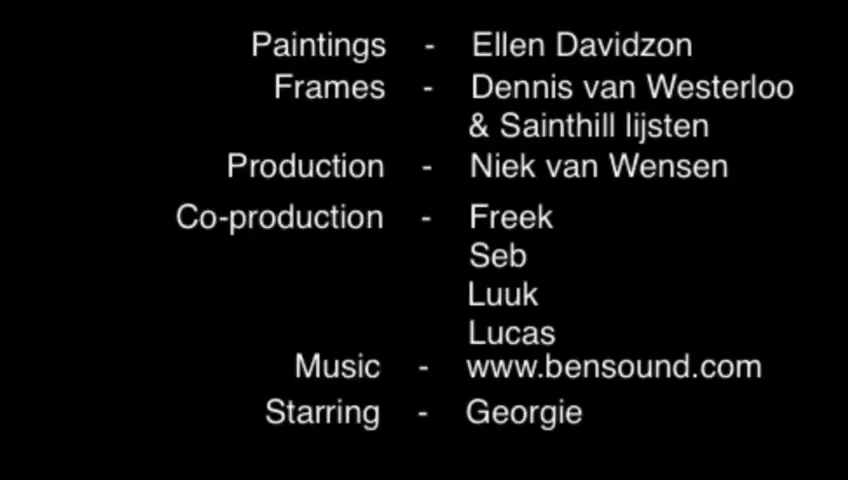 Paintings - Ellen Davidzon
Frames - Dennis van Westerloo
& Sainthill lijsten
Production - Niek van Wensen
Co-production - Freek
Seb
Luuk
Lucas
Music - www.bensound.com
Starring - Georgie